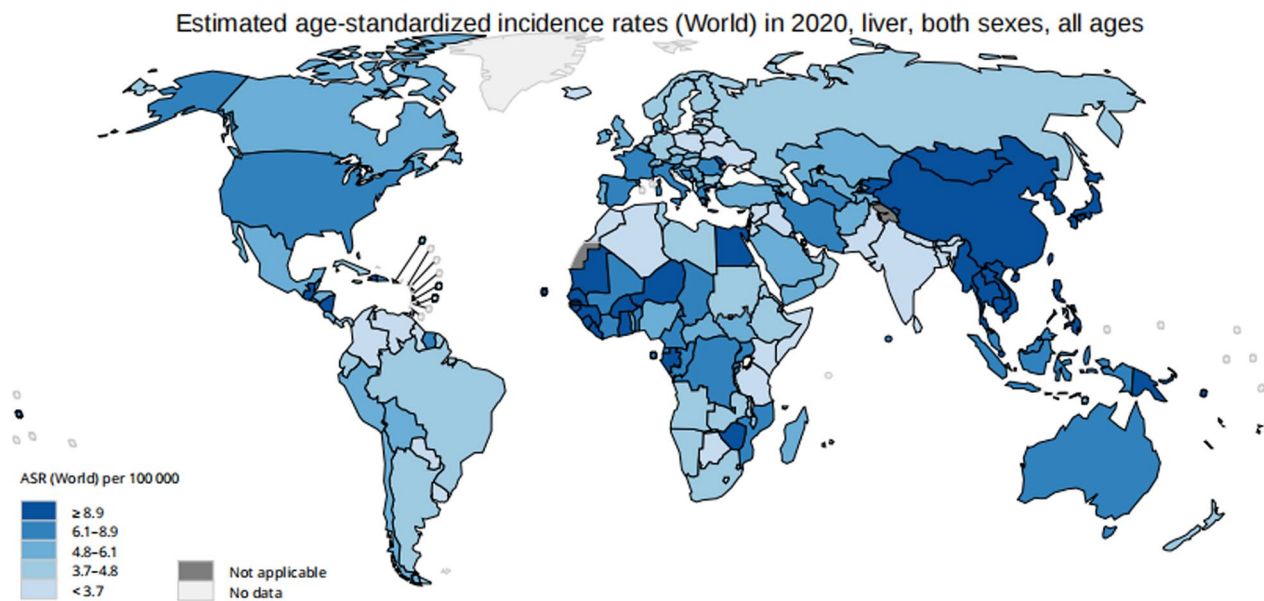 Estimated age-standardized incidence rates (World) in 2020, liver, both sexes, all ages
ASR (World) per 100 000
≥ 8.9
6.1–8.9
4.8–6.1
3.7–4.8
< 3.7
Not applicable
No data